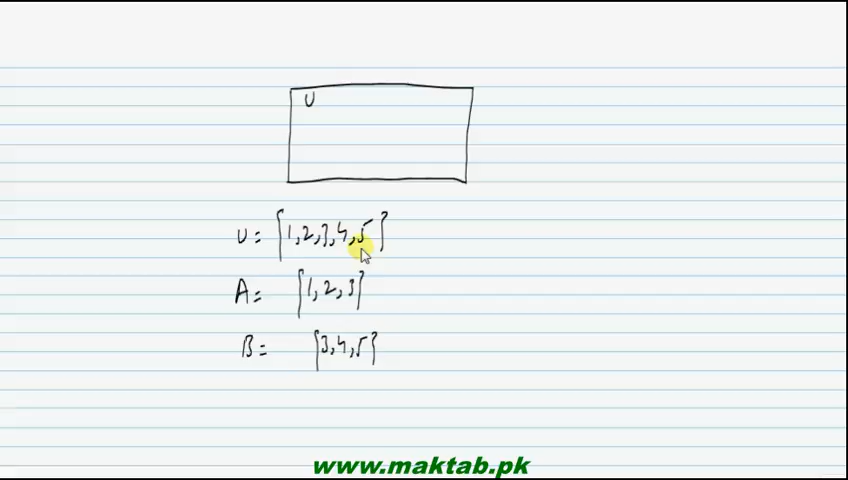 U
U = {1,2,3,4,5}
A = {1,2,3}
B = {3,4,5}
www.maktab.pk